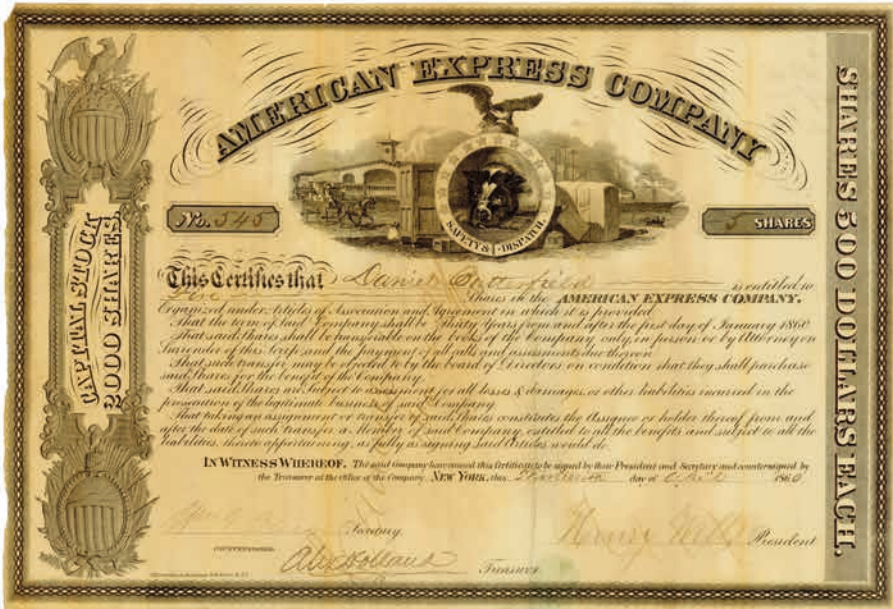 AMERICAN EXPRESS COMPANY
SAFETY & DISPATCH.
No. 545
5 SHARES
CAPITAL STOCK
2000 SHARES
SHARES 500 DOLLARS EACH.
This Certifies that Daniel Butterfield is entitled to
Five Shares in the AMERICAN EXPRESS COMPANY.
Organized under Articles of Association and Agreement in which it is provided
That the term of said Company shall be Thirty Years from and after the first day of January 1860
That said Shares shall be transferable on the books of the Company only, in person or by Attorney on
Surrender of this Scrip and the payment of all calls and assessments due thereon
That such transfer may be objected to by the board of Directors on condition that they shall purchase
said Shares for the benefit of the Company.
That said Shares are Subject to assessment for all losses & damages, or other liabilities incurred in the
prosecution of the legitimate business of said Company
That taking an assignment or transfer of said Shares constitutes the Assignee or holder thereof from and
after the date of such transfer a Member of said Company, entitled to all the benefits and subject to all the
liabilities, thereto appertaining, as fully as signing said Articles would do
IN WITNESS WHEREOF, The said Company have caused this Certificate to be signed by their President and Secretary and countersigned by
the Treasurer at the office of the Company, NEW YORK, this day of April 1860
Secretary.
Henry Wells President
COUNTERSIGNED.
Alex Holland Treasurer